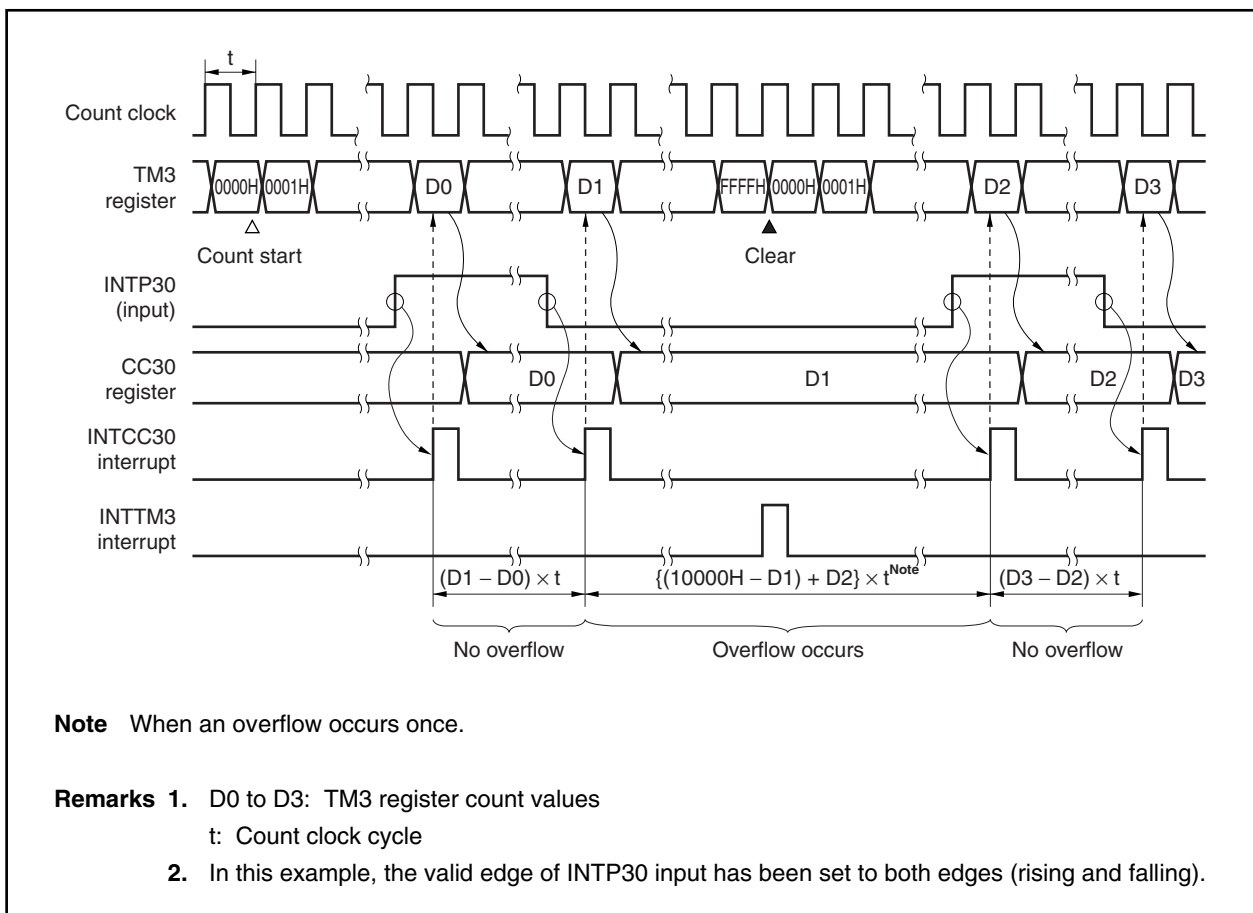 t
Count clock
TM3
register
0000H 0001H D0 D1 FFFFH 0000H 0001H D2 D3
Count start
Clear
INTP30
(input)
CC30
register
D0 D1 D2 D3
INTCC30
interrupt
INTTM3
interrupt
(D1 – D0) × t {(10000H – D1) + D2} × tNote (D3 – D2) × t
No overflow Overflow occurs No overflow
Note When an overflow occurs once.
Remarks 1. D0 to D3: TM3 register count values
t: Count clock cycle
2. In this example, the valid edge of INTP30 input has been set to both edges (rising and falling).